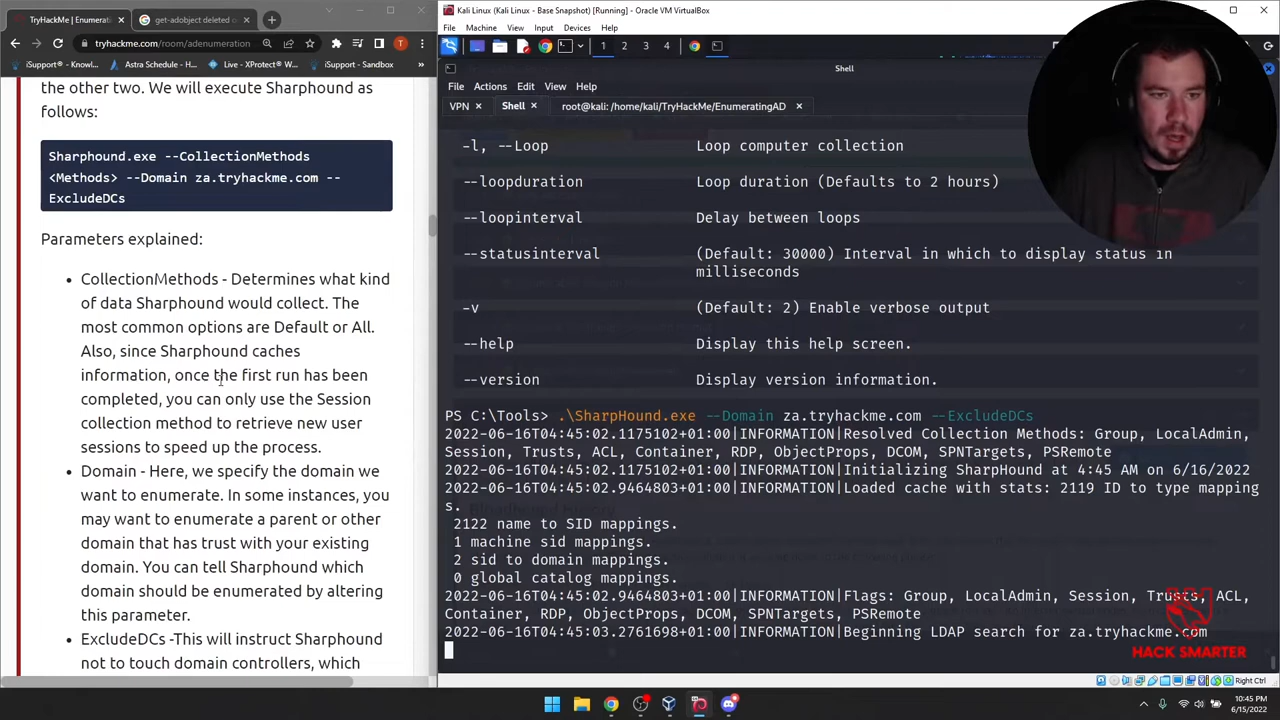 TryHackMe | Enumerati
get-adobject deleted o
tryhackme.com/room/adenumeration
iSupport® - Knowl...
Astra Schedule - H...
Live - XProtect® W...
iSupport - Sandbox
the other two. We will execute Sharphound as
follows:
Sharphound.exe --CollectionMethods
<Methods> --Domain za.tryhackme.com --
ExcludeDCs
Parameters explained:
• CollectionMethods - Determines what kind
of data Sharphound would collect. The
most common options are Default or All.
Also, since Sharphound caches
information, once the first run has been
completed, you can only use the Session
collection method to retrieve new user
sessions to speed up the process.
• Domain - Here, we specify the domain we
want to enumerate. In some instances, you
may want to enumerate a parent or other
domain that has trust with your existing
domain. You can tell Sharphound which
domain should be enumerated by altering
this parameter.
• ExcludeDCs -This will instruct Sharphound
not to touch domain controllers, which
Kali Linux (Kali Linux - Base Snapshot) [Running] - Oracle VM VirtualBox
File Machine View Input Devices Help
1 2 3 4
Shell
File Actions Edit View Help
VPN
Shell
root@kali: /home/kali/TryHackMe/EnumeratingAD
-l, --Loop Loop computer collection
--loopduration Loop duration (Defaults to 2 hours)
--loopinterval Delay between loops
--statusinterval (Default: 30000) Interval in which to display status in
milliseconds
-v (Default: 2) Enable verbose output
--help Display this help screen.
--version Display version information.
PS C:\Tools> .\SharpHound.exe --Domain za.tryhackme.com --ExcludeDCs
2022-06-16T04:45:02.1175102+01:00|INFORMATION|Resolved Collection Methods: Group, LocalAdmin,
Session, Trusts, ACL, Container, RDP, ObjectProps, DCOM, SPNTargets, PSRemote
2022-06-16T04:45:02.1175102+01:00|INFORMATION|Initializing SharpHound at 4:45 AM on 6/16/2022
2022-06-16T04:45:02.9464803+01:00|INFORMATION|Loaded cache with stats: 2119 ID to type mapping
s.
2122 name to SID mappings.
1 machine sid mappings.
2 sid to domain mappings.
0 global catalog mappings.
2022-06-16T04:45:02.9464803+01:00|INFORMATION|Flags: Group, LocalAdmin, Session, Trusts, ACL,
Container, RDP, ObjectProps, DCOM, SPNTargets, PSRemote
2022-06-16T04:45:03.2761698+01:00|INFORMATION|Beginning LDAP search for za.tryhackme.com
HACK SMARTER
Right Ctrl
10:45 PM
6/15/2022